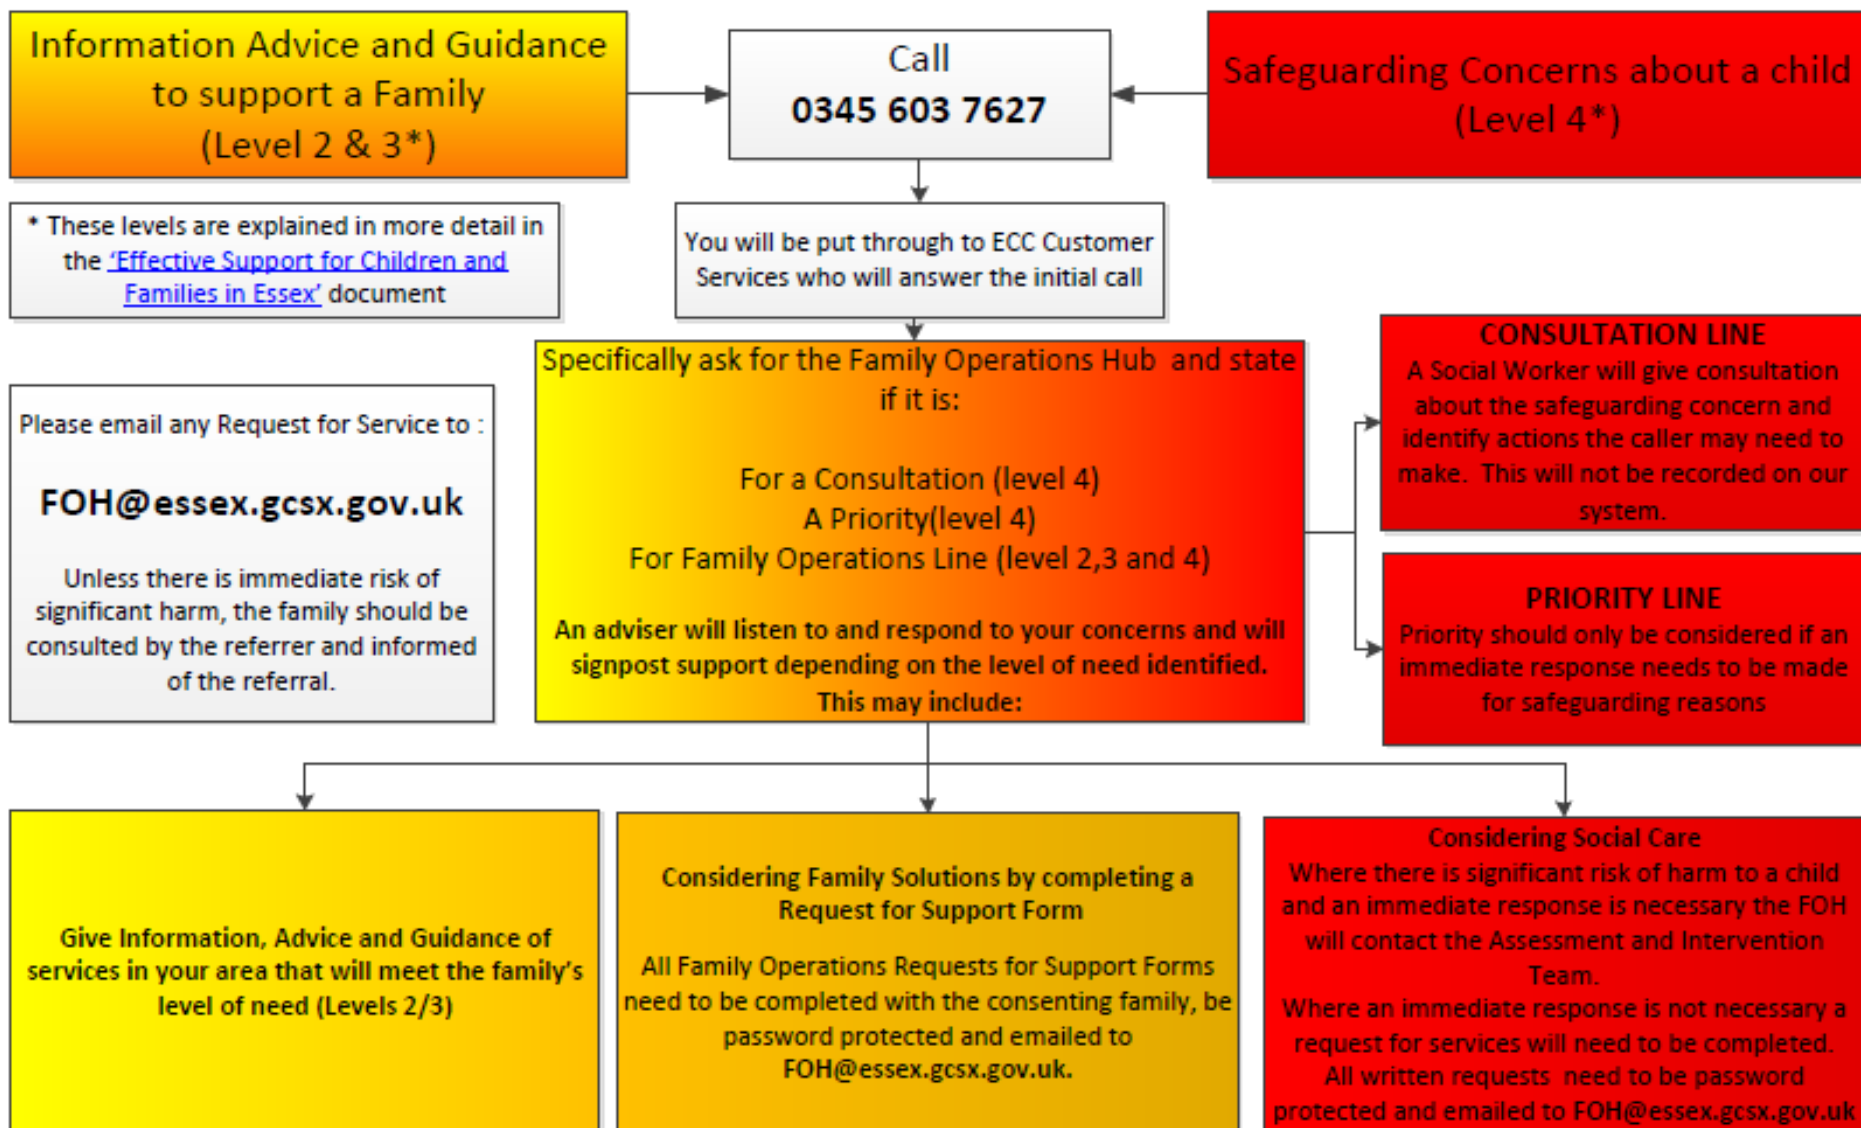 Information Advice and Guidance
to support a Family
(Level 2 & 3*)
Call
0345 603 7627
Safeguarding Concerns about a child
(Level 4*)
* These levels are explained in more detail in
the ‘Effective Support for Children and
Families in Essex’ document
You will be put through to ECC Customer
Services who will answer the initial call
Please email any Request for Service to :
FOH@essex.gcsx.gov.uk
Unless there is immediate risk of
significant harm, the family should be
consulted by the referrer and informed
of the referral.
Specifically ask for the Family Operations Hub and state
if it is:
For a Consultation (level 4)
A Priority(level 4)
For Family Operations Line (level 2,3 and 4)
An adviser will listen to and respond to your concerns and will
signpost support depending on the level of need identified.
This may include:
CONSULTATION LINE
A Social Worker will give consultation
about the safeguarding concern and
identify actions the caller may need to
make. This will not be recorded on our
system.
PRIORITY LINE
Priority should only be considered if an
immediate response needs to be made
for safeguarding reasons
Give Information, Advice and Guidance of
services in your area that will meet the family’s
level of need (Levels 2/3)
Considering Family Solutions by completing a
Request for Support Form
All Family Operations Requests for Support Forms
need to be completed with the consenting family, be
password protected and emailed to
FOH@essex.gcsx.gov.uk.
Considering Social Care
Where there is significant risk of harm to a child
and an immediate response is necessary the FOH
will contact the Assessment and Intervention
Team.
Where an immediate response is not necessary a
request for services will need to be completed.
All written requests need to be password
protected and emailed to FOH@essex.gcsx.gov.uk